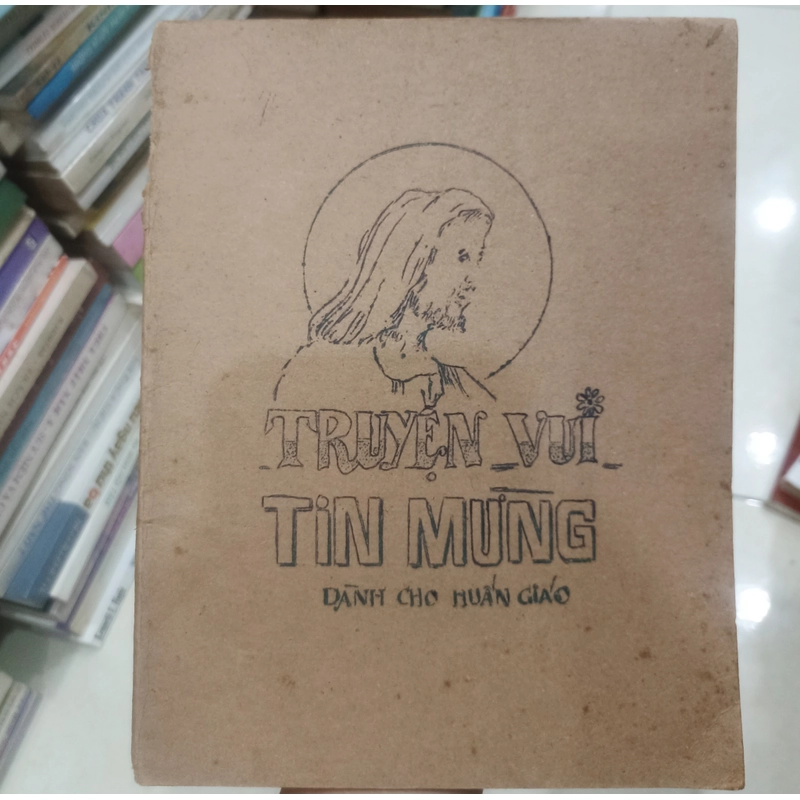 TRUYỆN VUI
TIN MỪNG
DÀNH CHO HUẤN GIÁO